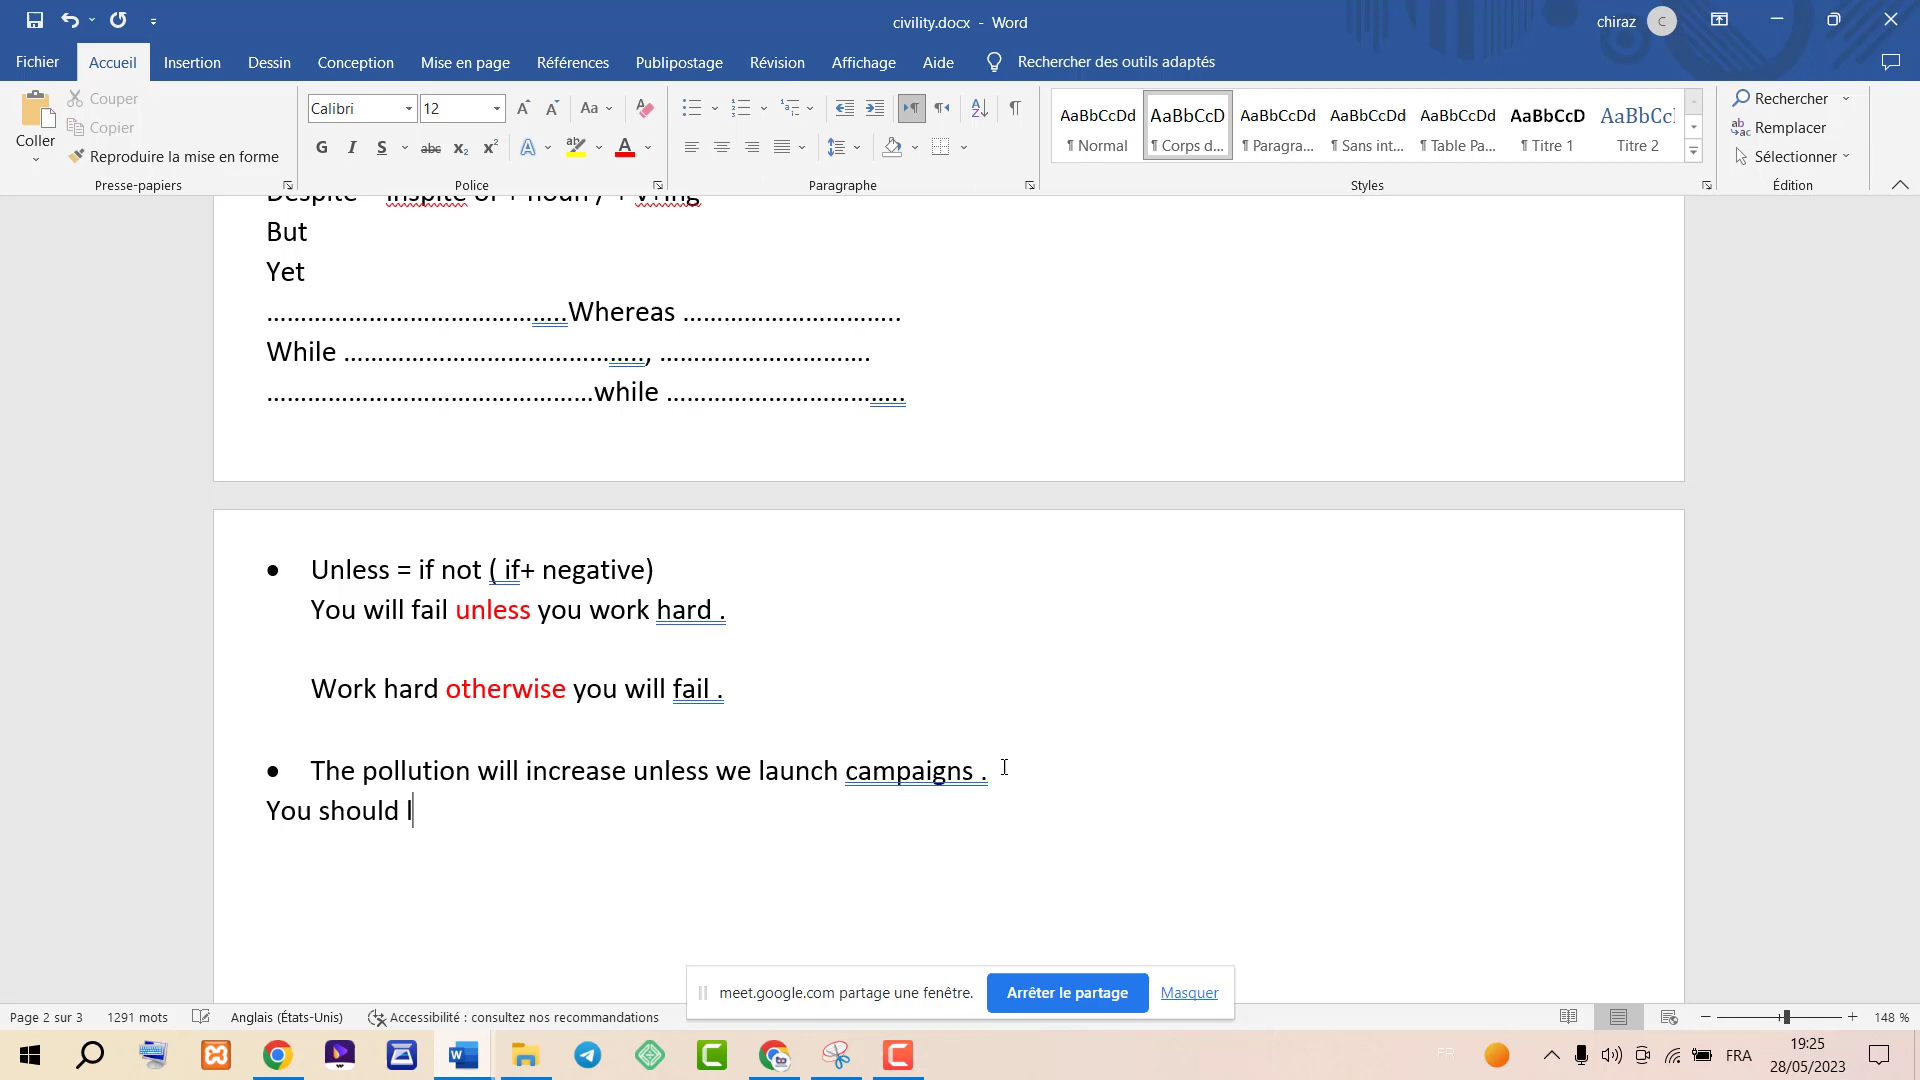 civility.docx - Word
chiraz
C
Fichier
Accueil
Insertion
Dessin
Conception
Mise en page
Références
Publipostage
Révision
Affichage
Aide
Rechercher des outils adaptés
Coller
Couper
Copier
Reproduire la mise en forme
Presse-papiers
Calibri
12
Police
Paragraphe
AaBbCcDd
¶ Normal
AaBbCcD
¶ Corps d...
AaBbCcDd
¶ Paragra...
AaBbCcDd
¶ Sans int...
AaBbCcDd
¶ Table Pa...
AaBbCcD
¶ Titre 1
AaBbCc
Titre 2
Styles
Rechercher
Remplacer
Sélectionner
Édition
Despite = inspite of + noun / + V+ing
But
Yet
……………………………………..Whereas ………………………..
While …………………………………..., ……………………….
…………………………………………while …………………………..
• Unless = if not ( if+ negative)
You will fail unless you work hard .
Work hard otherwise you will fail .
• The pollution will increase unless we launch campaigns .
You should l
meet.google.com partage une fenêtre.
Arrêter le partage
Masquer
Page 2 sur 3
1291 mots
Anglais (États-Unis)
Accessibilité : consultez nos recommandations
148 %
FRA
19:25
28/05/2023